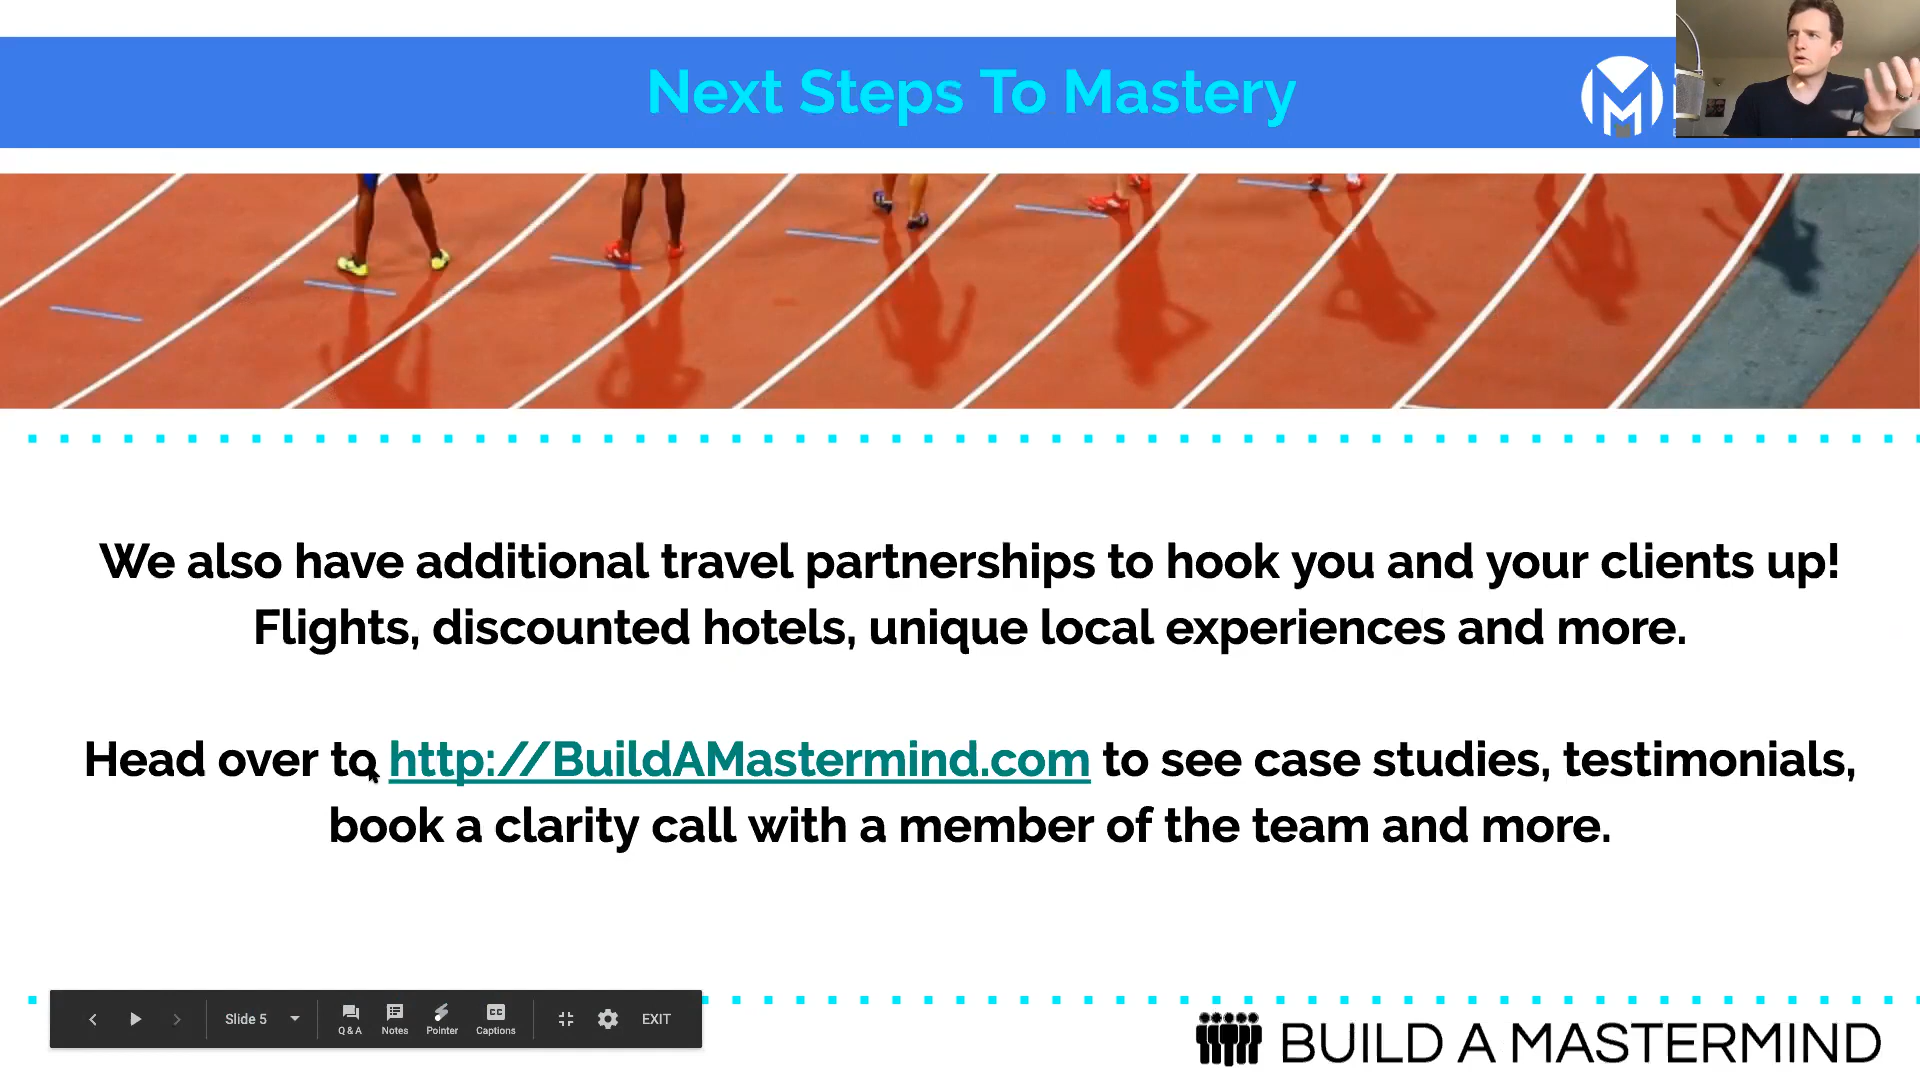 Next Steps To Mastery
We also have additional travel partnerships to hook you and your clients up!
Flights, discounted hotels, unique local experiences and more.
Head over to http://BuildAMastermind.com to see case studies, testimonials,
book a clarity call with a member of the team and more.
Slide 5
Q&A
Notes
Pointer
Captions
EXIT
BUILD A MASTERMIND